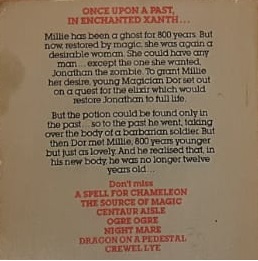 ONCE UPON A PAST,
IN ENCHANTED XANTH...
Millie has been a ghost for 800 years. But
now restored by magic, she was again a
desirable woman. She could have any
man... except the one she wanted,
Jonathan the zombie. To grant Millie
her desire, young Magician Dor set out
on a quest for the elixir which would
restore Jonathan to full life.
But the potion could be found only in
the past... so to the past he went, taking
over the body of a barbarian soldier. But
then Dor met Millie, 800 years younger
but just as lovely. And he realised that, in
his new body, he was no longer twelve
years old...
Don't miss
A SPELL FOR CHAMELEON
THE SOURCE OF MAGIC
CENTAUR AISLE
OGRE OGRE
NIGHT MARE
DRAGON ON A PEDESTAL
CREWEL LYE